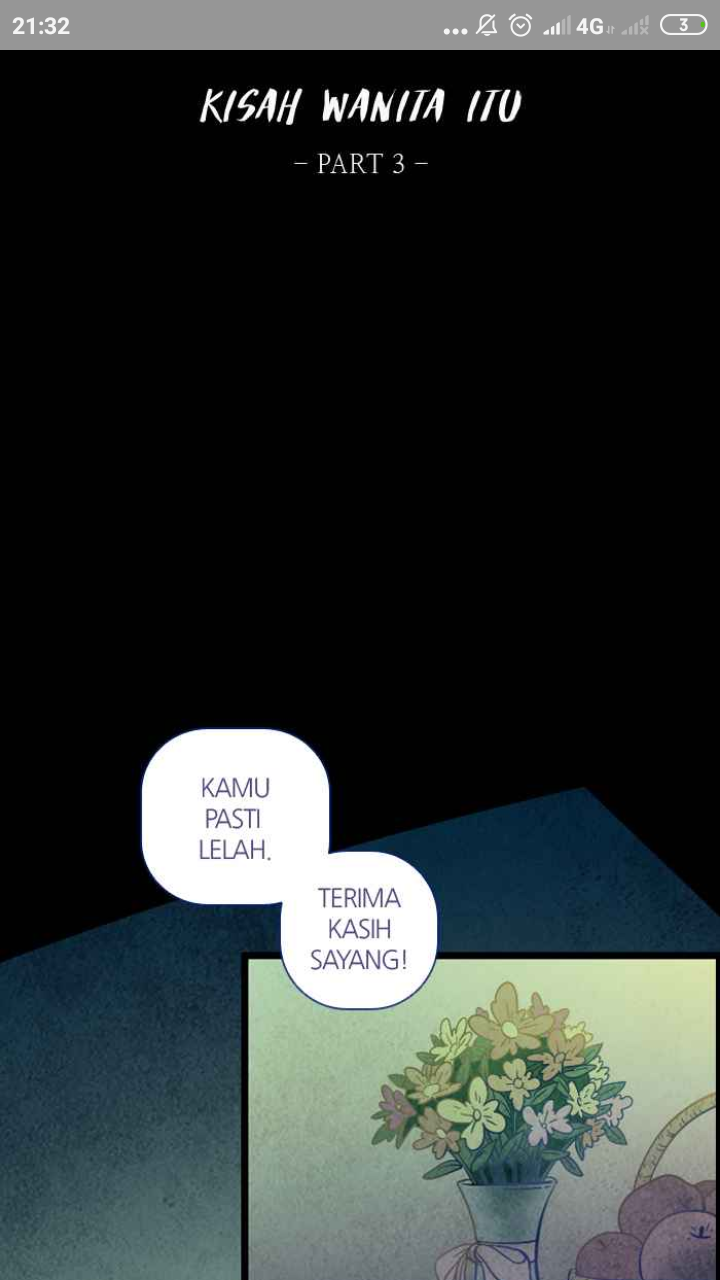 21:32
4G
3
KISAH WANITA ITU
– PART 3 –
KAMU
PASTI
LELAH.
TERIMA
KASIH
SAYANG!